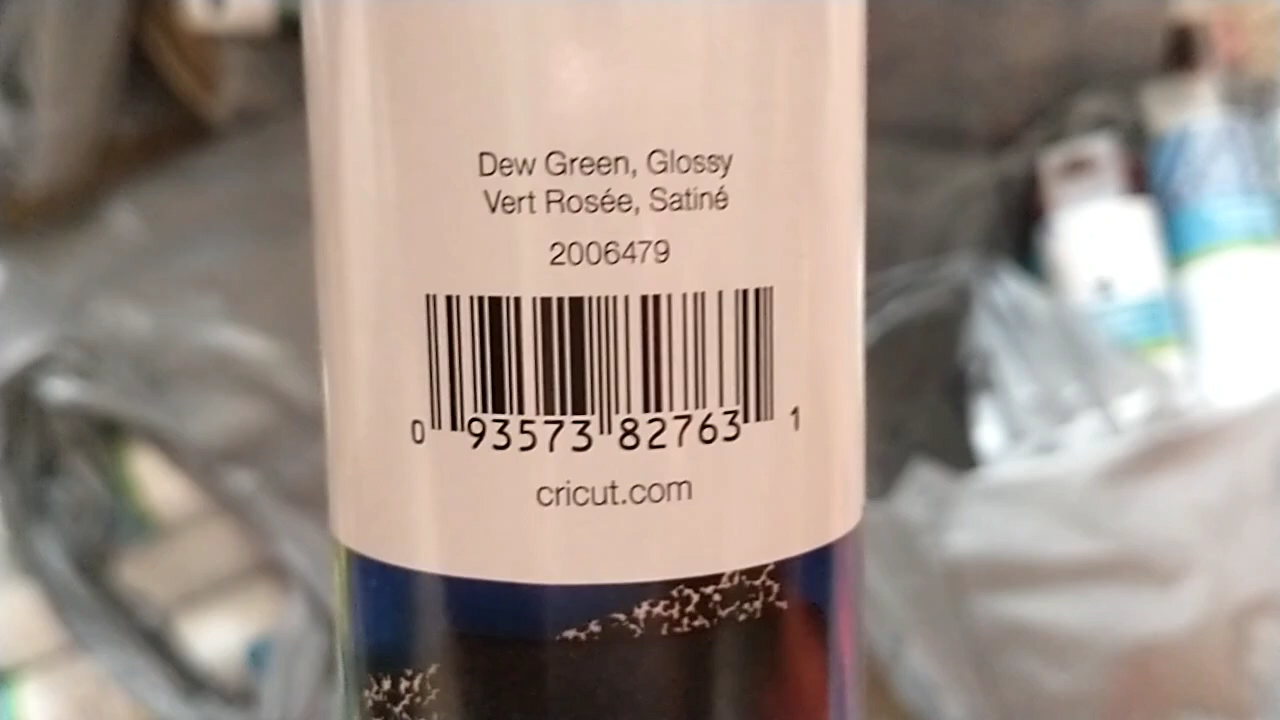 Dew Green, Glossy
Vert Rosée, Satiné
2006479
0 93573 82763 1
cricut.com